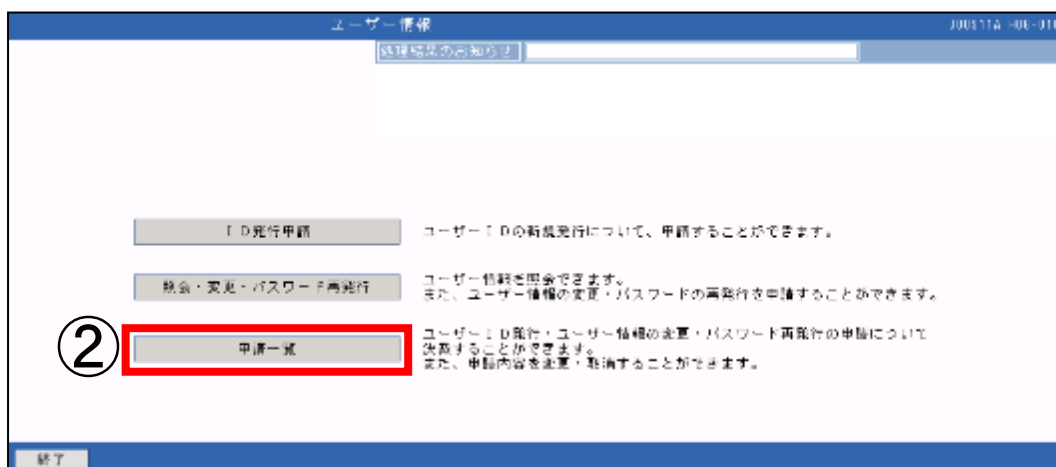 ユーザー情報
処理結果のお知らせ
ID発行申請
ユーザーIDの新規発行について、申請することができます。
照会・変更・パスワード再発行
ユーザー情報を照会できます。
また、ユーザー情報の変更・パスワードの再発行を申請することができます。
②
申請一覧
ユーザーID発行・ユーザー情報の変更・パスワード再発行の申請について
決裁することができます。
また、申請内容を変更・取消することができます。
終了